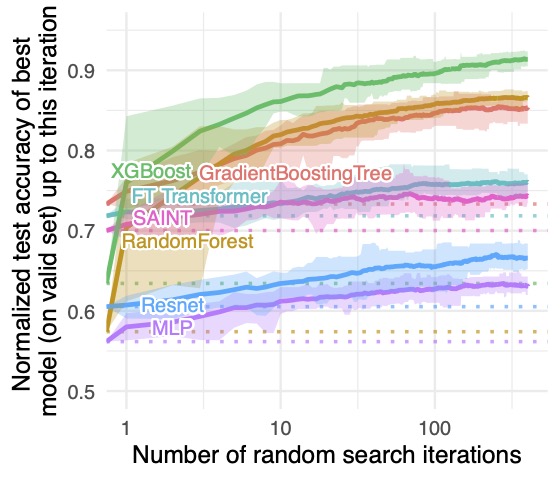 Normalized test accuracy of best
model (on valid set) up to this iteration
0.9
0.8
0.7
0.6
0.5
XGBoost
GradientBoostingTree
FT Transformer
SAINT
RandomForest
Resnet
MLP
1
10
100
Number of random search iterations